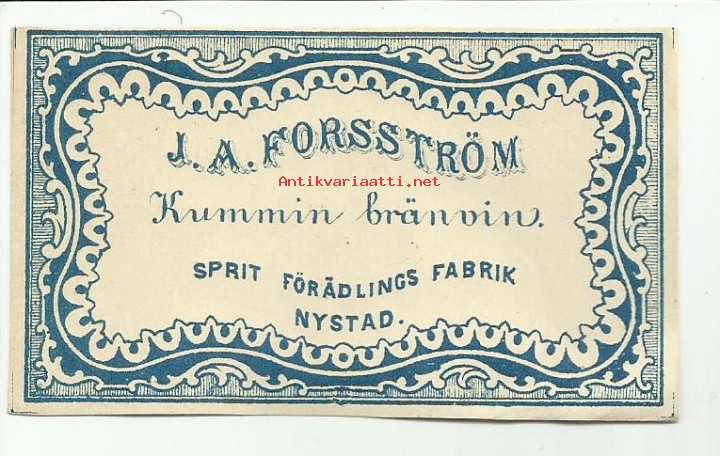 J. A. FORSSTRÖM
Antikvariaatti.net
Kummin bränvin.
SPRIT FÖRÄDLINGS FABRIK
NYSTAD.